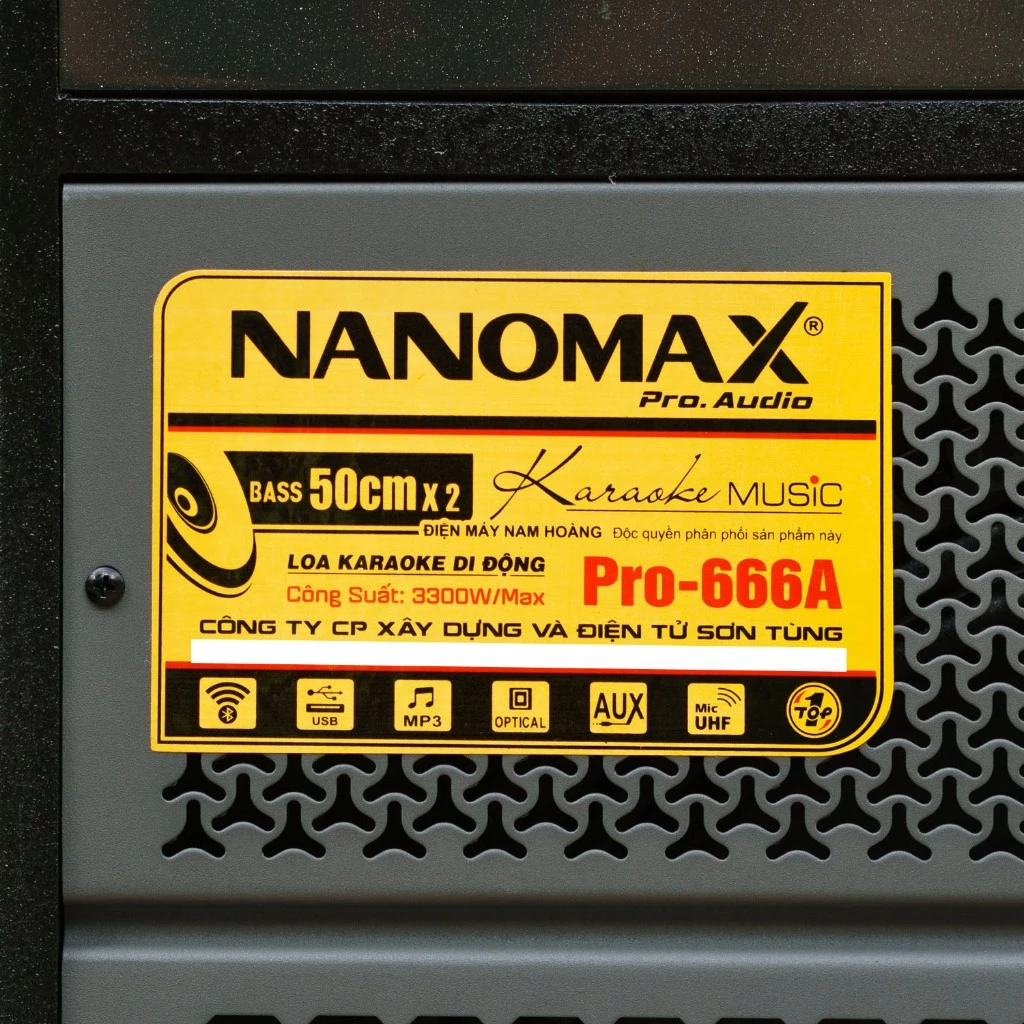 NANOMAX®
Pro. Audio
BASS 50cm X 2
Karaoke MUSiC
ĐIỆN MÁY NAM HOÀNG Độc quyền phân phối sản phẩm này
LOA KARAOKE DI ĐỘNG
Công Suất: 3300W/Max
Pro-666A
CÔNG TY CP XÂY DỰNG VÀ ĐIỆN TỬ SƠN TÙNG
USB
MP3
OPTICAL
AUX
Mic
UHF
1
TOP